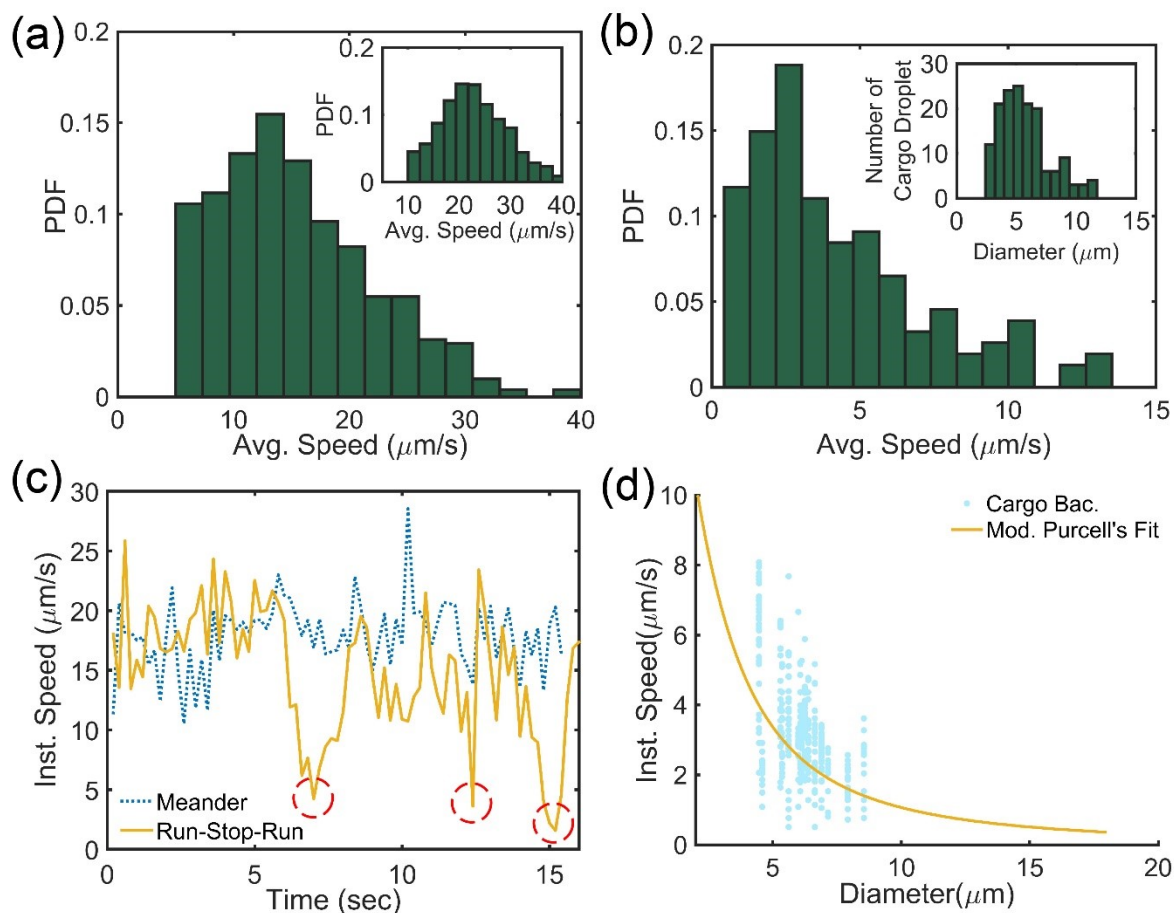 (a)
0.2
0.15
0.1
0.05
0
PDF
0 10 20 30 40
Avg. Speed (μm/s)
0.2
0.1
0
PDF
10 20 30 40
Avg. Speed (μm/s)
(b)
0.2
0.15
0.1
0.05
0
PDF
0 5 10 15
Avg. Speed (μm/s)
30
20
10
0
Number of
Cargo Droplet
0 5 10 15
Diameter (μm)
(c)
30
25
20
15
10
5
0
Inst. Speed (μm/s)
Meander
Run-Stop-Run
0 5 10 15
Time (sec)
(d)
10
8
6
4
2
0
Inst. Speed(μm/s)
Cargo Bac.
Mod. Purcell's Fit
5 10 15 20
Diameter(μm)